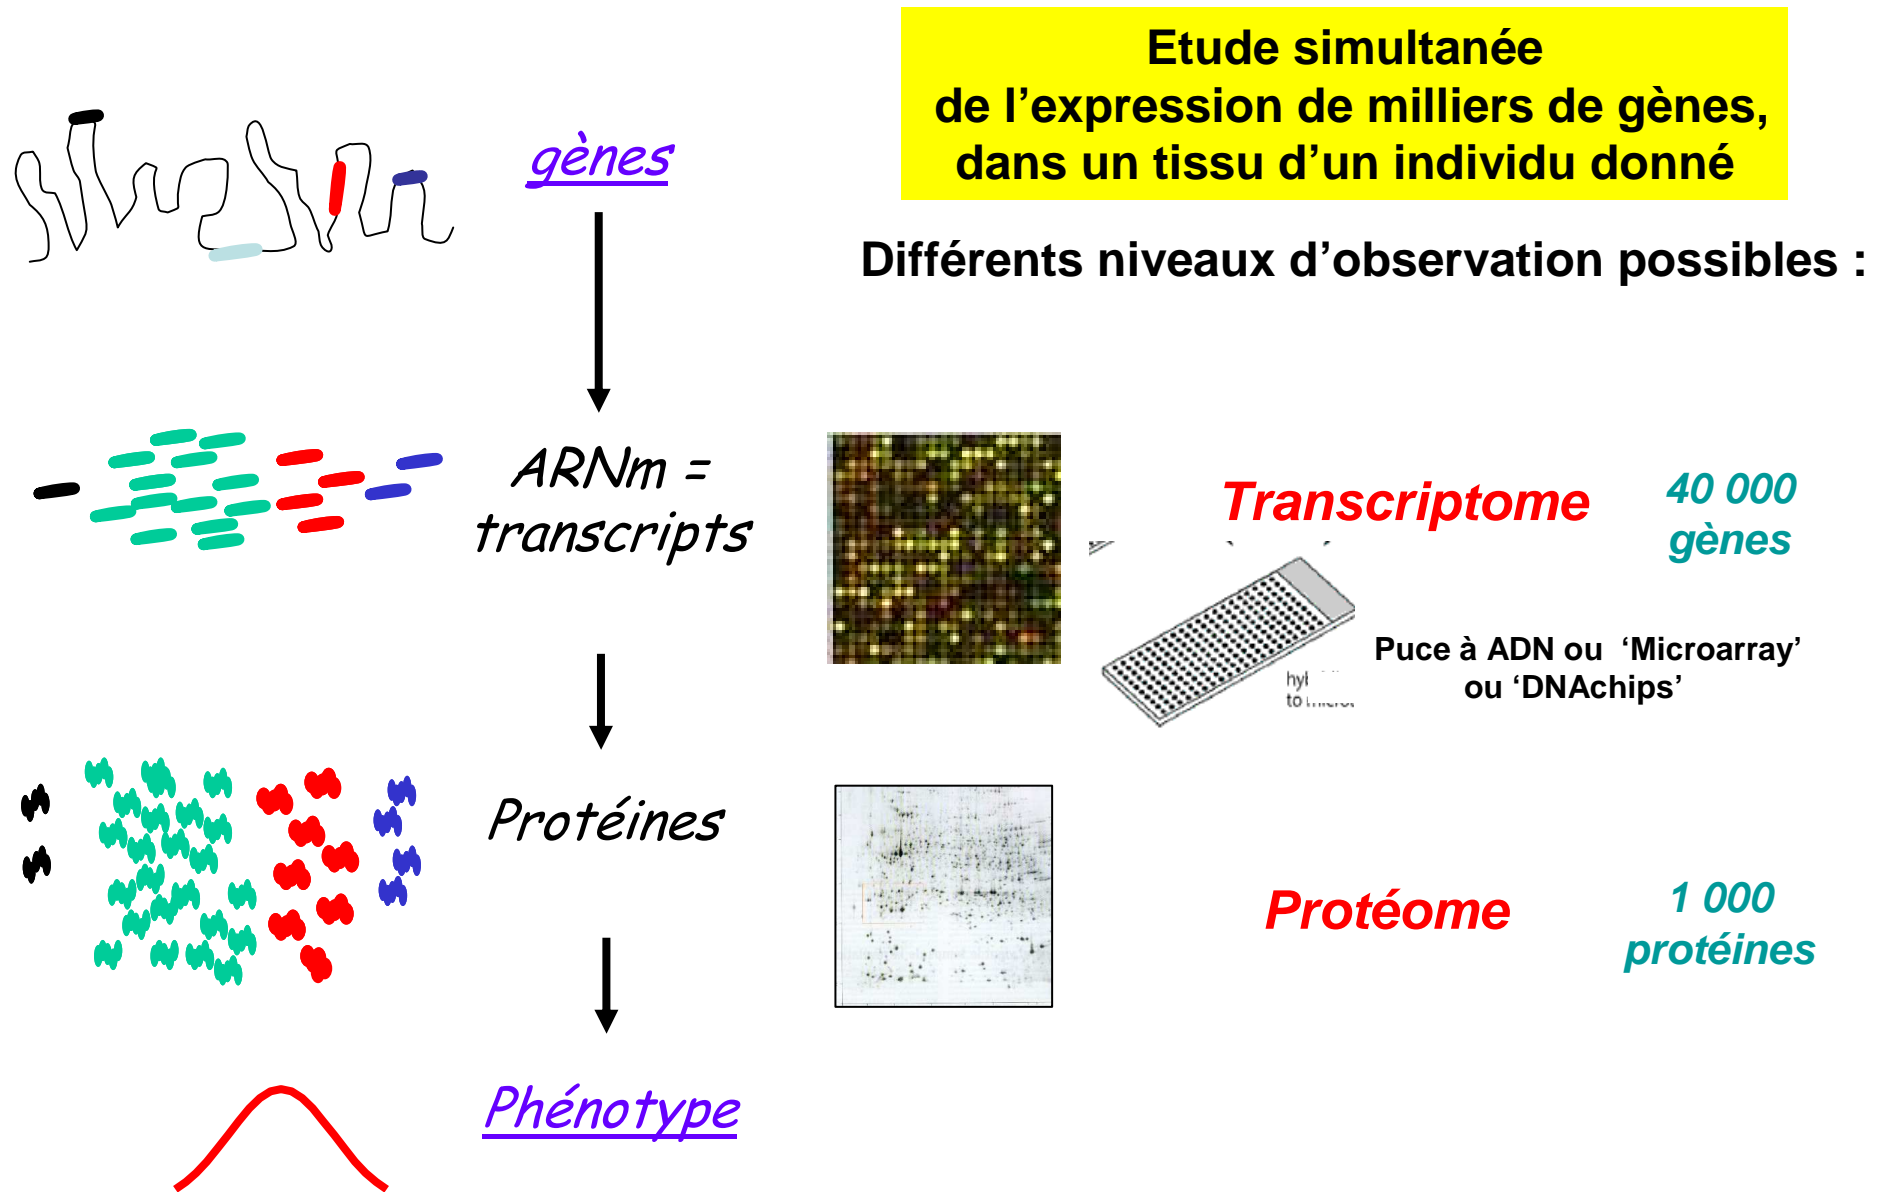 Etude simultanée
de l’expression de milliers de gènes,
dans un tissu d’un individu donné
gènes
Différents niveaux d’observation possibles :
ARNm =
transcripts
Transcriptome
40 000
gènes
Puce à ADN ou ‘Microarray’
ou ‘DNAchips’
to
Protéines
Protéome
1 000
protéines
Phénotype